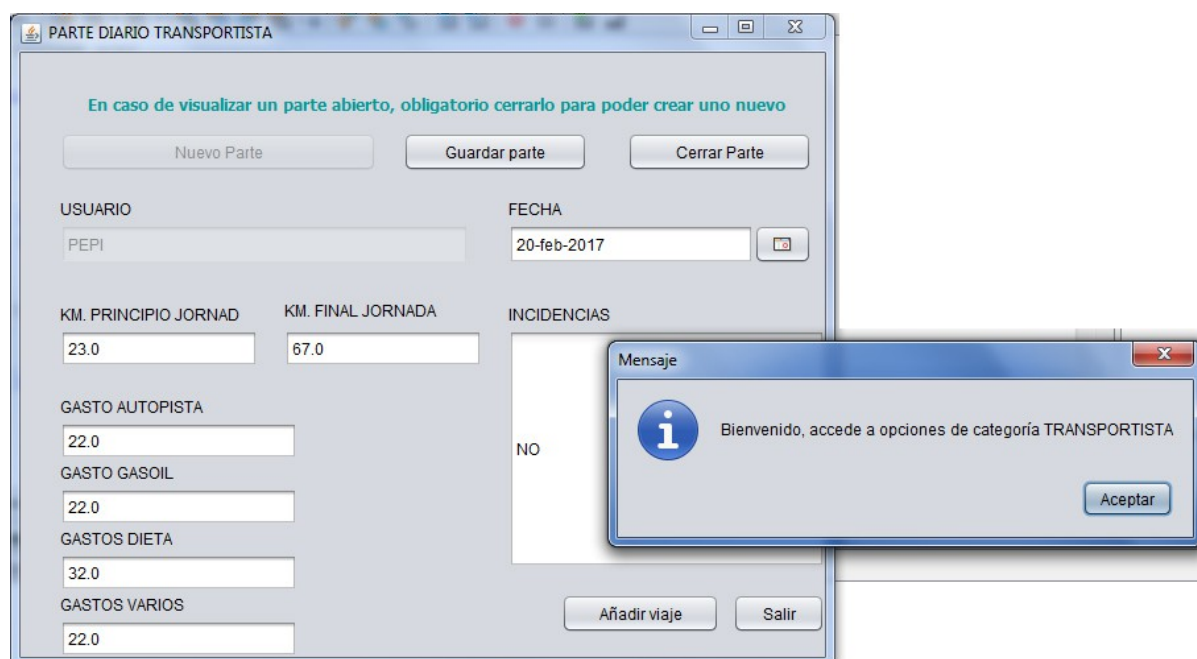 PARTE DIARIO TRANSPORTISTA
En caso de visualizar un parte abierto, obligatorio cerrarlo para poder crear uno nuevo
Nuevo Parte
Guardar parte
Cerrar Parte
USUARIO
FECHA
PEPI
20-feb-2017
KM. PRINCIPIO JORNAD
KM. FINAL JORNADA
INCIDENCIAS
23.0
67.0
NO
GASTO AUTOPISTA
22.0
GASTO GASOIL
22.0
GASTOS DIETA
32.0
GASTOS VARIOS
22.0
Añadir viaje
Salir
Mensaje
Bienvenido, accede a opciones de categoría TRANSPORTISTA
Aceptar